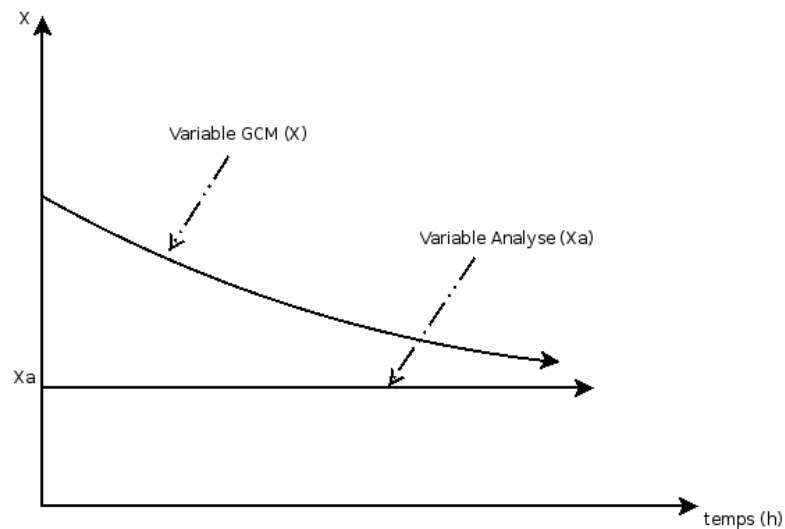 X
Variable GCM (X)
Variable Analyse (Xa)
Xa
temps (h)